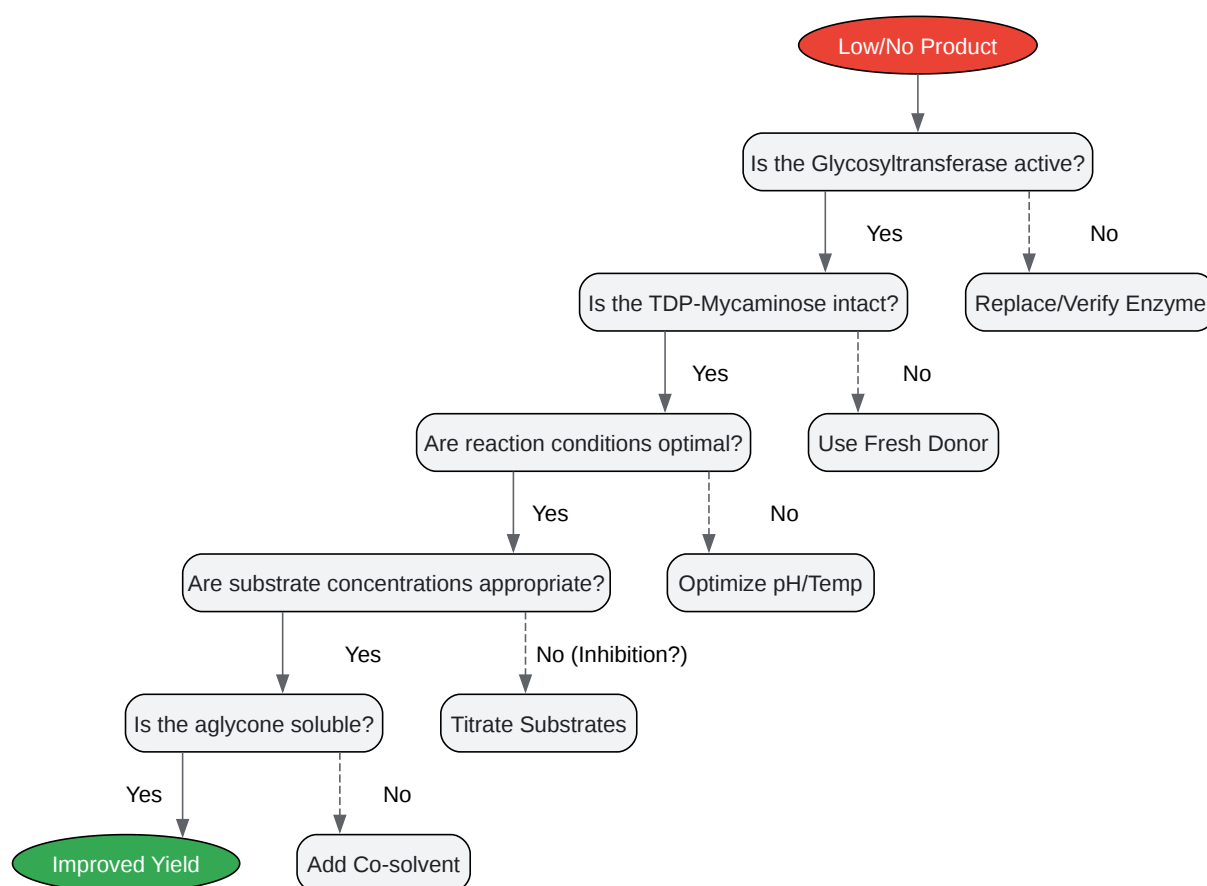 Low/No Product
Is the Glycosyltransferase active?
Yes
No
Is the TDP-Mycaminose intact?
Replace/Verify Enzyme
Yes
No
Are reaction conditions optimal?
Use Fresh Donor
Yes
No
Are substrate concentrations appropriate?
Optimize pH/Temp
Yes
No (Inhibition?)
Is the aglycone soluble?
Titrate Substrates
Yes
No
Improved Yield
Add Co-solvent